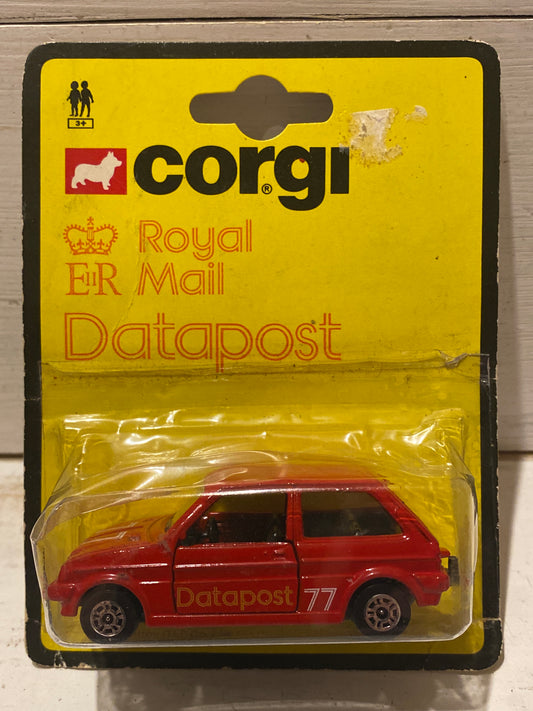 3+
corgi®
Royal
EIIR Mail
Datapost
Datapost 77